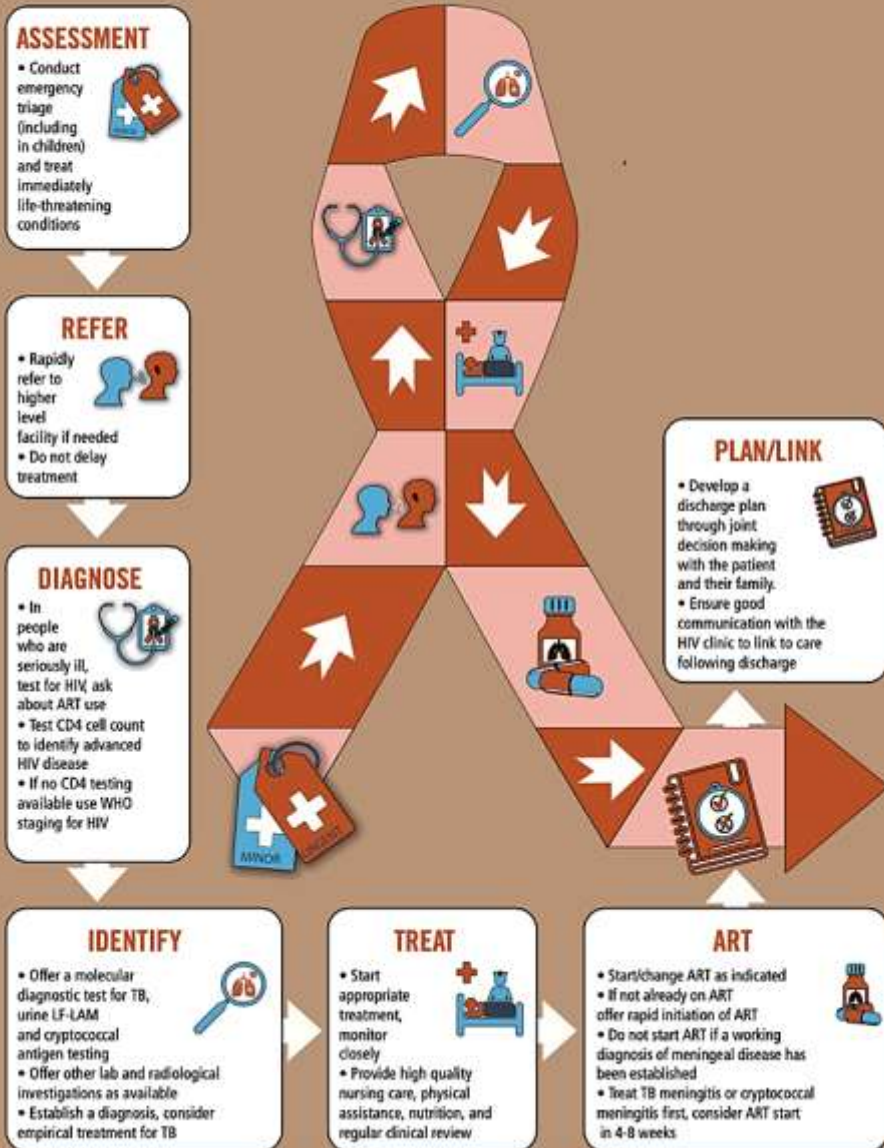 ASSESSMENT
• Conduct
emergency
triage
(including
in children)
and treat
immediately
life-threatening
conditions
REFER
• Rapidly
refer to
higher
level
facility if needed
• Do not delay
treatment
DIAGNOSE
• In
people
who are
seriously ill,
test for HIV, ask
about ART use
• Test CD4 cell count
to identify advanced
HIV disease
• If no CD4 testing
available use WHO
staging for HIV
IDENTIFY
• Offer a molecular
diagnostic test for TB,
urine LF-LAM
and cryptococcal
antigen testing
• Offer other lab and radiological
investigations as available
• Establish a diagnosis, consider
empirical treatment for TB
TREAT
• Start
appropriate
treatment,
monitor
closely
• Provide high quality
nursing care, physical
assistance, nutrition, and
regular clinical review
ART
• Start/change ART as indicated
• If not already on ART
offer rapid initiation of ART
• Do not start ART if a working
diagnosis of meningeal disease has
been established
• Treat TB meningitis or cryptococcal
meningitis first, consider ART start
in 4-8 weeks
PLAN/LINK
• Develop a
discharge plan
through joint
decision making
with the patient
and their family.
• Ensure good
communication with the
HIV clinic to link to care
following discharge
MINOR
URGENT